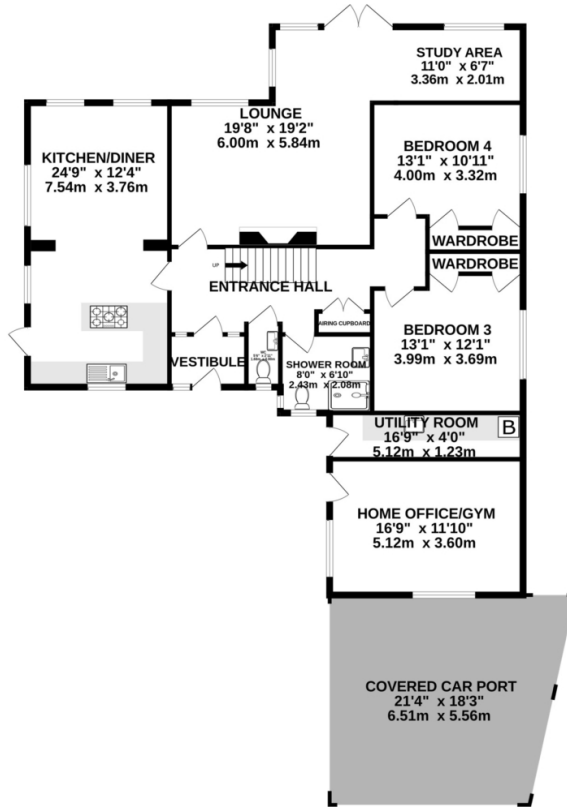 STUDY AREA
11'0" x 6'7"
3.36m x 2.01m
LOUNGE
19'8" x 19'2"
6.00m x 5.84m
KITCHEN/DINER
24'9" x 12'4"
7.54m x 3.76m
BEDROOM 4
13'1" x 10'11"
4.00m x 3.32m
WARDROBE
WARDROBE
UP
ENTRANCE HALL
AIRING CUPBOARD
BEDROOM 3
13'1" x 12'1"
3.99m x 3.69m
VESTIBULE
SHOWER ROOM
8'0" x 6'10"
2.43m x 2.08m
UTILITY ROOM
16'9" x 4'0"
5.12m x 1.23m
B
HOME OFFICE/GYM
16'9" x 11'10"
5.12m x 3.60m
COVERED CAR PORT
21'4" x 18'3"
6.51m x 5.56m